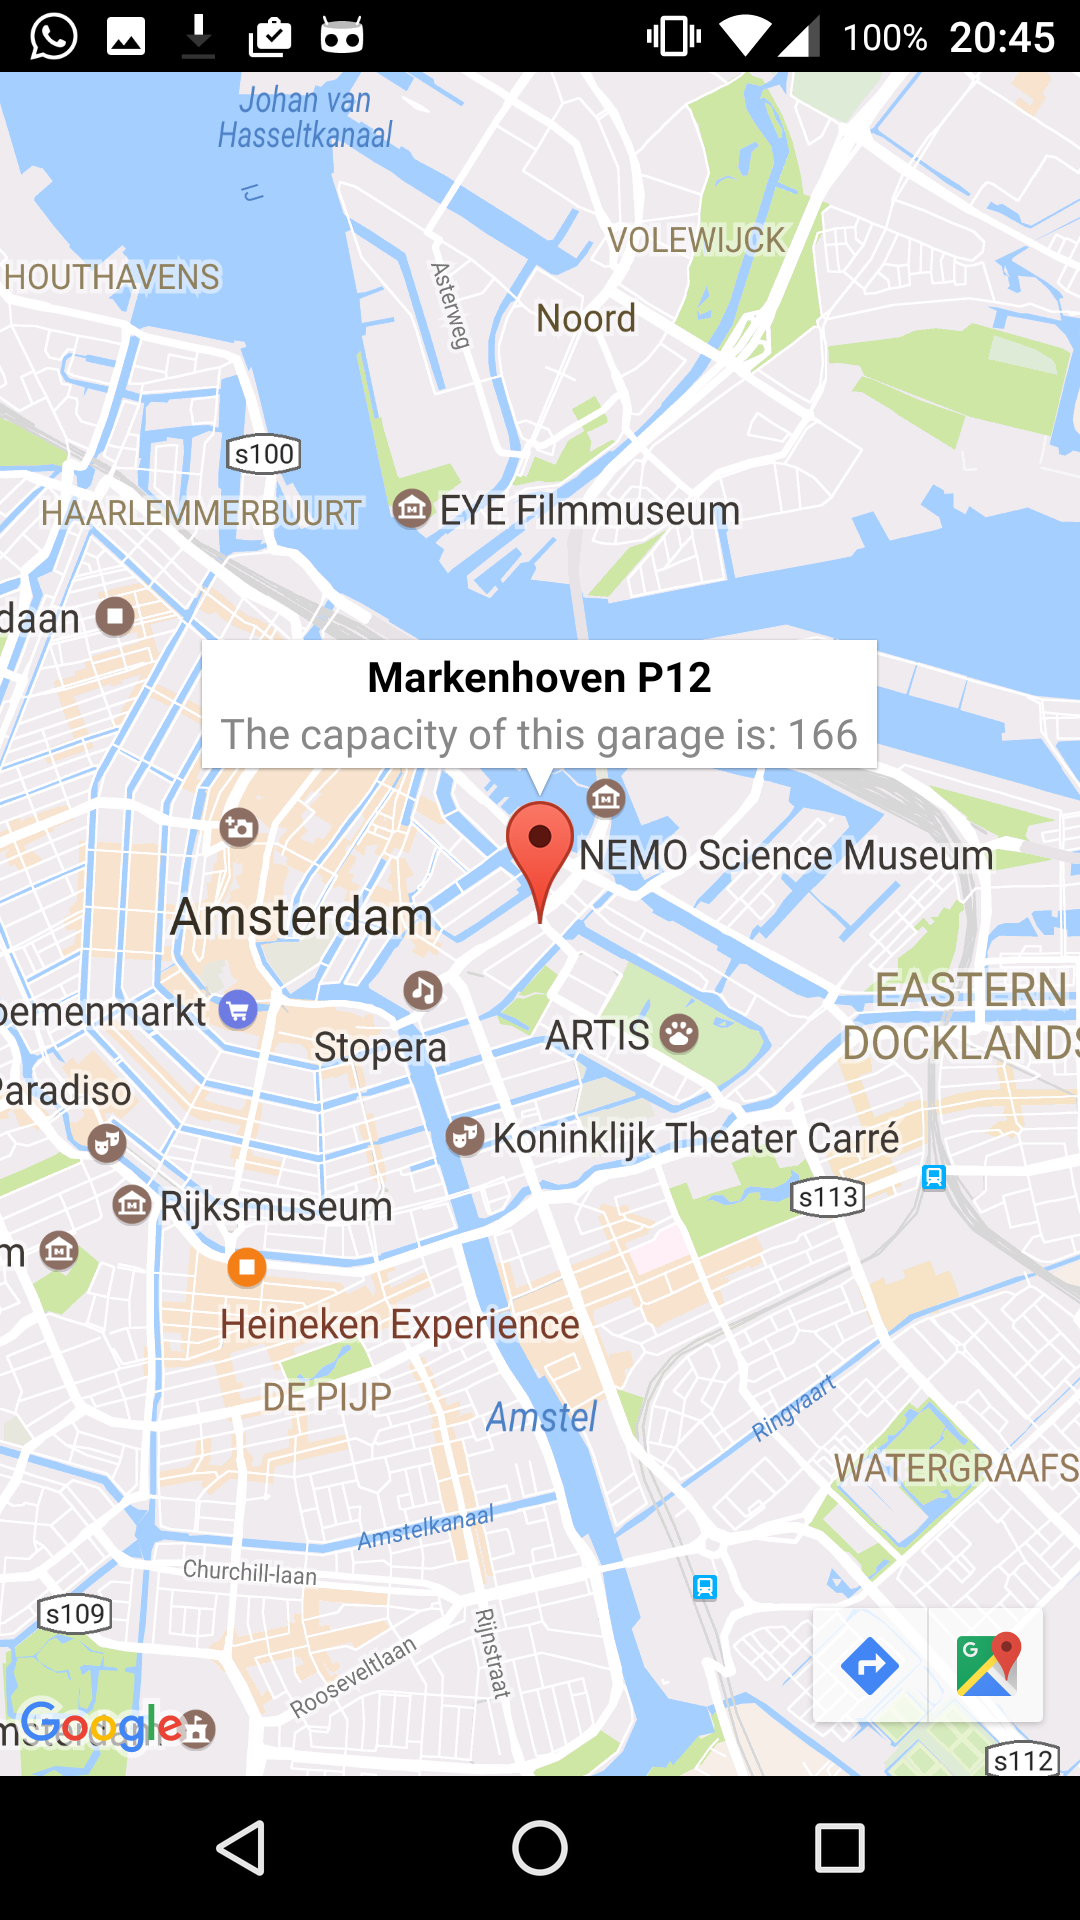 100% 20:45
Johan van
Hasseltkanaal
IJ
VOLEWIJCK
HOUTHAVENS
Asterweg
Noord
s100
HAARLEMMERBUURT
EYE Filmmuseum
daan
Markenhoven P12
The capacity of this garage is: 166
NEMO Science Museum
Amsterdam
EASTERN
DOCKLANDS
oemenmarkt
Stopera
ARTIS
Paradiso
Koninklijk Theater Carré
s113
Rijksmuseum
m
Heineken Experience
DE PIJP
Amstel
Ringvaart
WATERGRAAFS
Amstelkanaal
Churchill-laan
s109
Rijnstraat
Rooseveltlaan
Google
s112